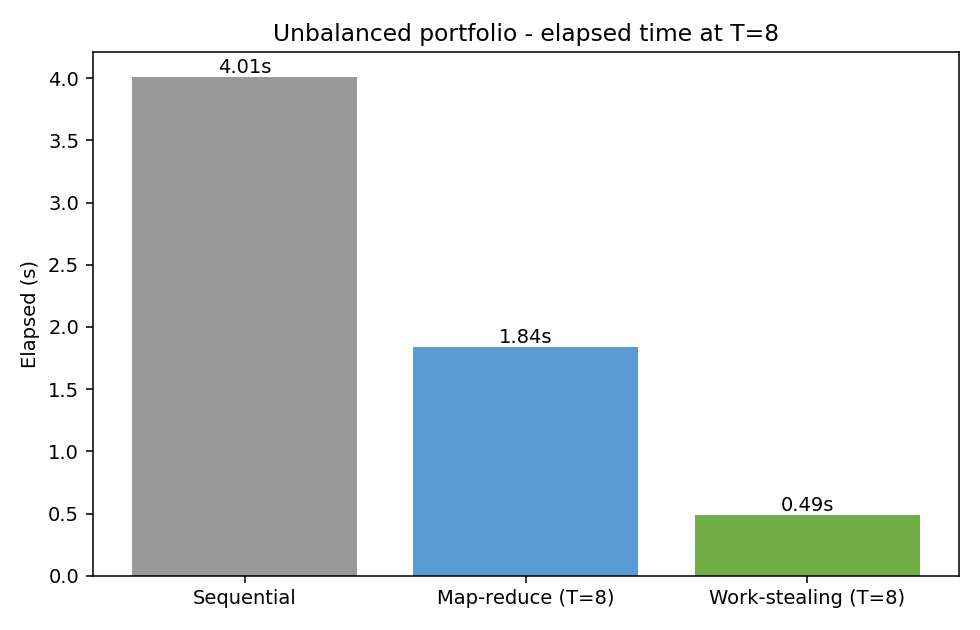 Unbalanced portfolio - elapsed time at T=8
Elapsed (s)
4.0
3.5
3.0
2.5
2.0
1.5
1.0
0.5
0.0
4.01s
1.84s
0.49s
Sequential
Map-reduce (T=8)
Work-stealing (T=8)